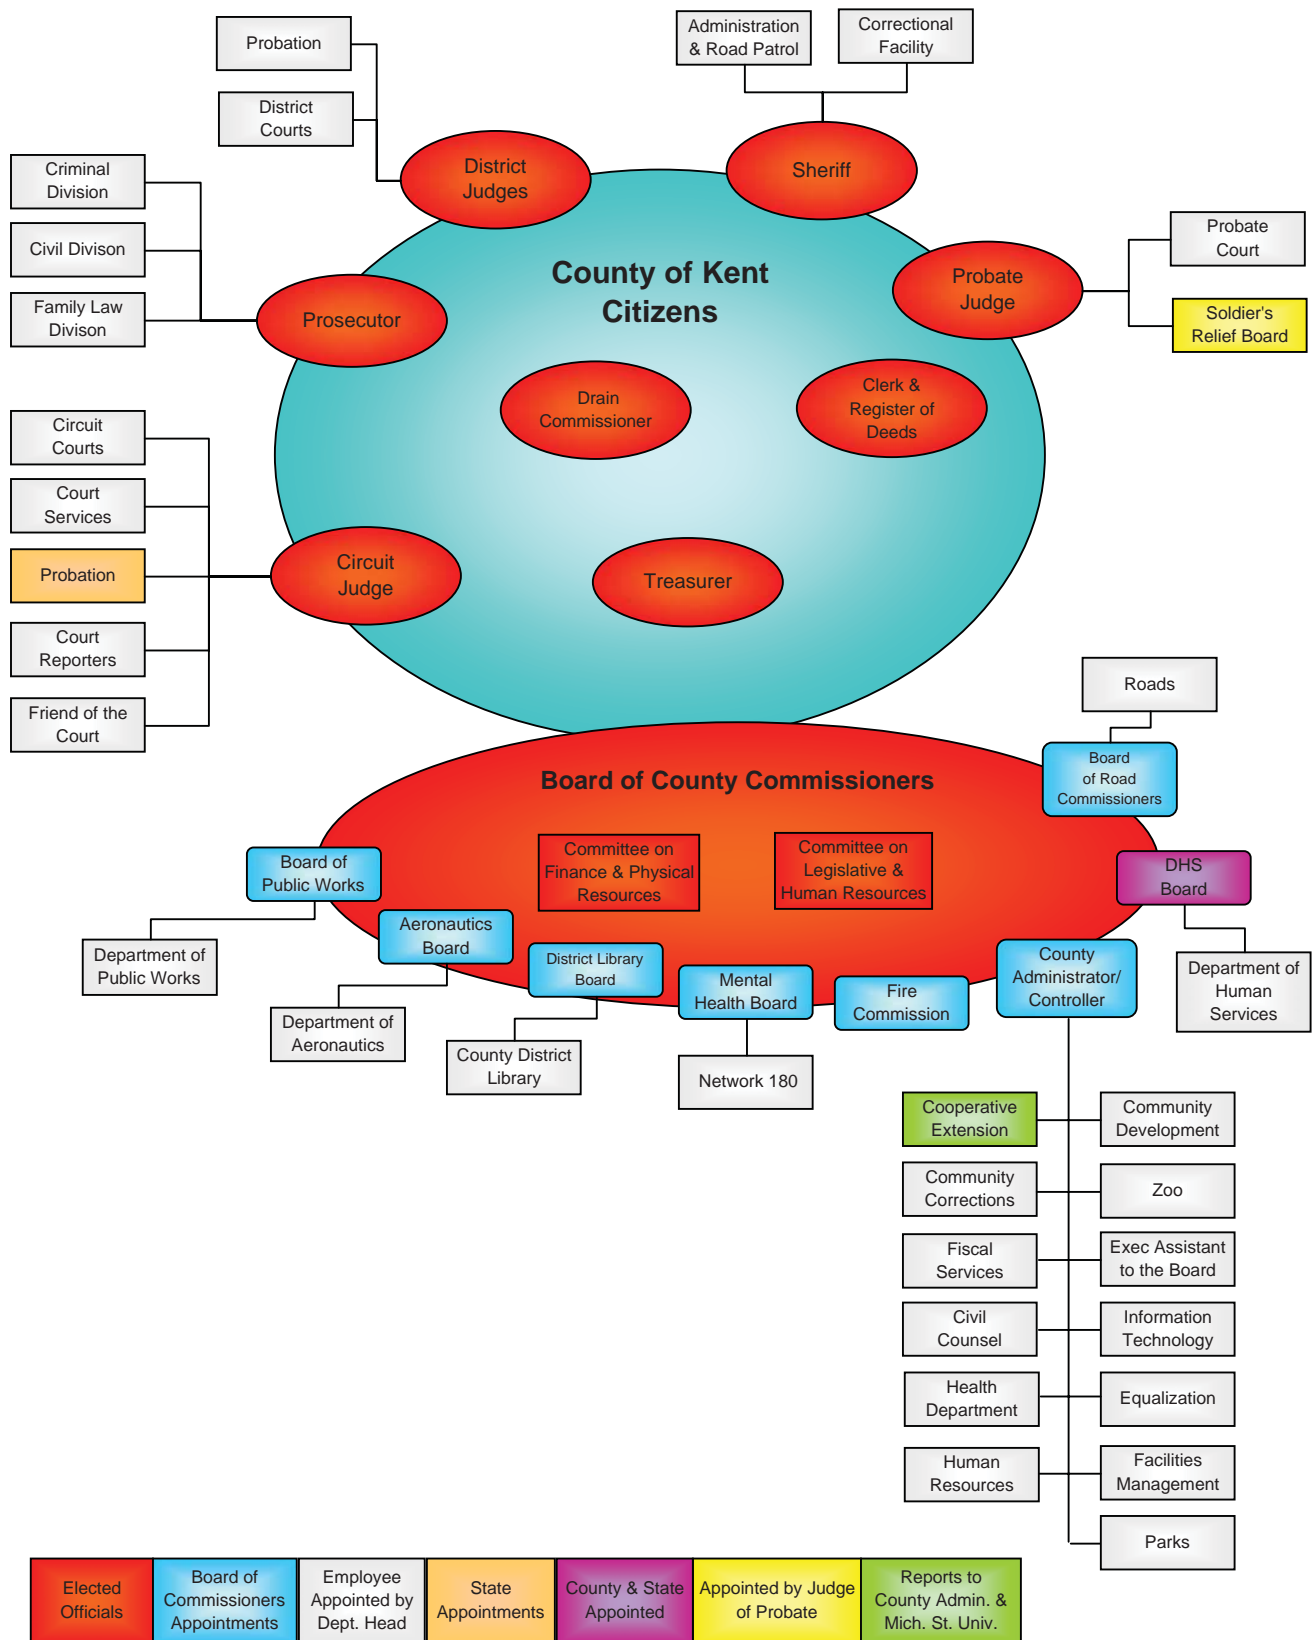 Probation
District
Courts
Administration
& Road Patrol
Correctional
Facility
District
Judges
Sheriff
Criminal
Division
Civil Divison
Family Law
Divison
Prosecutor
County of Kent
Citizens
Probate
Judge
Probate
Court
Soldier's
Relief Board
Drain
Commissioner
Clerk &
Register of
Deeds
Circuit
Courts
Court
Services
Probation
Court
Reporters
Friend of the
Court
Circuit
Judge
Treasurer
Roads
Board
of Road
Commissioners
Board of County Commissioners
Committee on
Finance & Physical
Resources
Committee on
Legislative &
Human Resources
Board of
Public Works
DHS
Board
Aeronautics
Board
District Library
Board
Mental
Health Board
Fire
Commission
County
Administrator/
Controller
Department of
Public Works
Department of
Aeronautics
County District
Library
Network 180
Department of
Human
Services
Cooperative
Extension
Community
Development
Community
Corrections
Zoo
Fiscal
Services
Exec Assistant
to the Board
Civil
Counsel
Information
Technology
Health
Department
Equalization
Human
Resources
Facilities
Management
Parks
Elected
Officials
Board of
Commissioners
Appointments
Employee
Appointed by
Dept. Head
State
Appointments
County & State
Appointed
Appointed by Judge
of Probate
Reports to
County Admin. &
Mich. St. Univ.